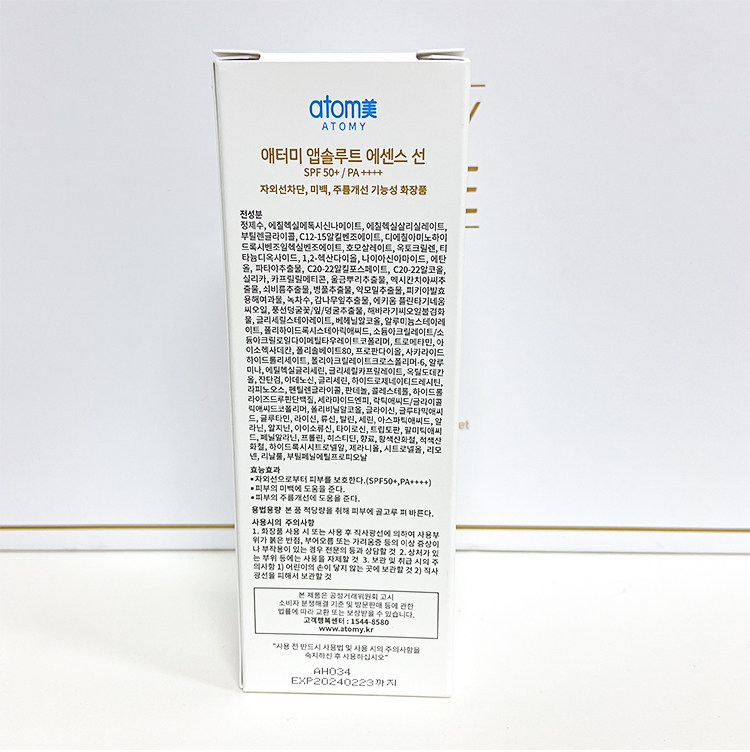 atom美
ATOMY
애터미 앱솔루트 에센스 선
SPF 50+ / PA ++++
자외선차단, 미백, 주름개선 기능성 화장품
전성분
정제수, 에칠헥실메톡시신나메이트, 에칠헥실살리실레이트,
부틸렌글라이콜, C12-15알킬벤조에이트, 디에칠아미노하이
드록시벤조일헥실벤조에이트, 호모살레이트, 옥토크릴렌, 티
타늄디옥사이드, 1,2-헥산다이올, 나이아신아마이드, 에탄
올, 파타야추출물, C20-22알킬포스페이트, C20-22알코올,
실리카, 카프릴릴메티콘, 울금뿌리추출물, 멕시칸치아씨추
출물, 쇠비름추출물, 병풀추출물, 악모밀추출물, 피키아발효
용해여과물, 녹차수, 감나무잎추출물, 에키움 플란타기네움
씨오일, 풍선덩굴꽃/잎/덩굴추출물, 해바라기씨오일불검화
물, 글리세릴스테아레이트, 베헤닐알코올, 알루미늄스테아레이
트, 폴리하이드록시스테아릭애씨드, 소듐아크릴레이트/소
듐아크릴로일다이메틸타우레이트코폴리머, 트로메타민, 아
이소헥사데칸, 폴리솔베이트80, 프로판다이올, 사카라이드
하이드롤리세이트, 폴리아크릴레이트크로스폴리머-6, 알루
미나, 에틸헥실글리세린, 글리세릴카프릴레이트, 옥틸도데칸
올, 잔탄검, 아데노신, 글리세린, 하이드로제네이티드레시틴,
라피노오스, 펜틸렌글라이콜, 판테놀, 콜레스테롤, 하이드롤
라이즈드루핀단백질, 세라마이드엔피, 락틱애씨드/글라이콜
릭애씨드코폴리머, 폴리비닐알코올, 글라이신, 글루타믹애씨
드, 글루타민, 라이신, 류신, 발린, 세린, 아스파틱애씨드, 알
라닌, 알지닌, 아이소류신, 타이로신, 트립토판, 팔미틱애씨
드, 페닐알라닌, 프롤린, 히스티딘, 향료, 황색산화철, 적색산
화철, 하이드록시시트로넬알, 제라니올, 시트로넬올, 리모
넨, 리날룰, 부틸페닐메틸프로피오날
효능효과
•자외선으로부터 피부를 보호한다.(SPF50+,PA++++)
•피부의 미백에 도움을 준다.
•피부의 주름개선에 도움을 준다.
용법용량 본 품 적당량을 취해 피부에 골고루 펴 바른다.
사용시의 주의사항
1. 화장품 사용 시 또는 사용 후 직사광선에 의하여 사용부
위가 붉은 반점, 부어오름 또는 가려움증 등의 이상 증상이
나 부작용이 있는 경우 전문의 등과 상담할 것 2. 상처가 있
는 부위 등에는 사용을 자제할 것 3. 보관 및 취급 시의 주
의사항 1) 어린이의 손이 닿지 않는 곳에 보관할 것 2) 직사
광선을 피해서 보관할 것
본 제품은 공정거래위원회 고시
소비자 분쟁해결 기준 및 방문판매 등에 관한
법률에 따라 교환 또는 보상받을 수 있습니다.
고객행복센터 : 1544-8580
www.atomy.kr
"사용 전 반드시 사용법 및 사용 시의 주의사항을
숙지하신 후 사용하십시오"
AH034
EXP20240223까지
et